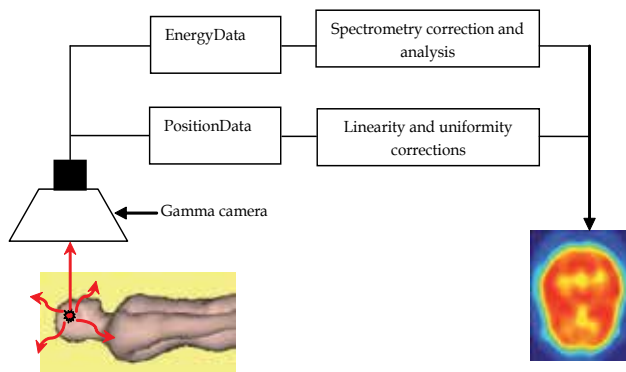 EnergyData
Spectrometry correction and
analysis
PositionData
Linearity and uniformity
corrections
Gamma camera